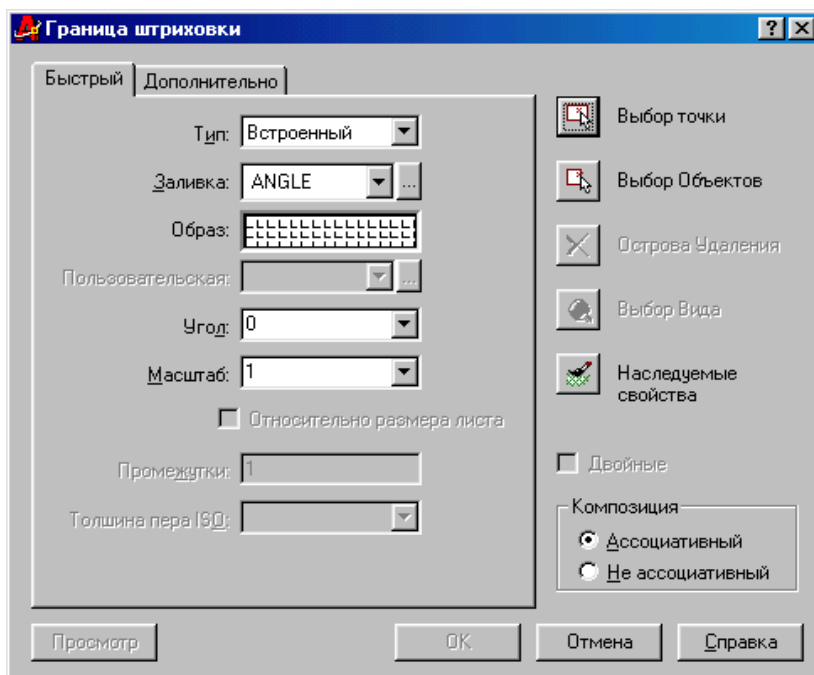 Граница штриховки
Быстрый
Дополнительно
Тип: Встроенный
Заливка: ANGLE ...
Образ:
Пользовательская: ...
Угол: 0
Масштаб: 1
Относительно размера листа
Промежутки: 1
Толщина пера ISO:
Выбор точки
Выбор Объектов
Острова Удаления
Выбор Вида
Наследуемые
свойства
Двойные
Композиция
Ассоциативный
Не ассоциативный
Просмотр
OK
Отмена
Справка